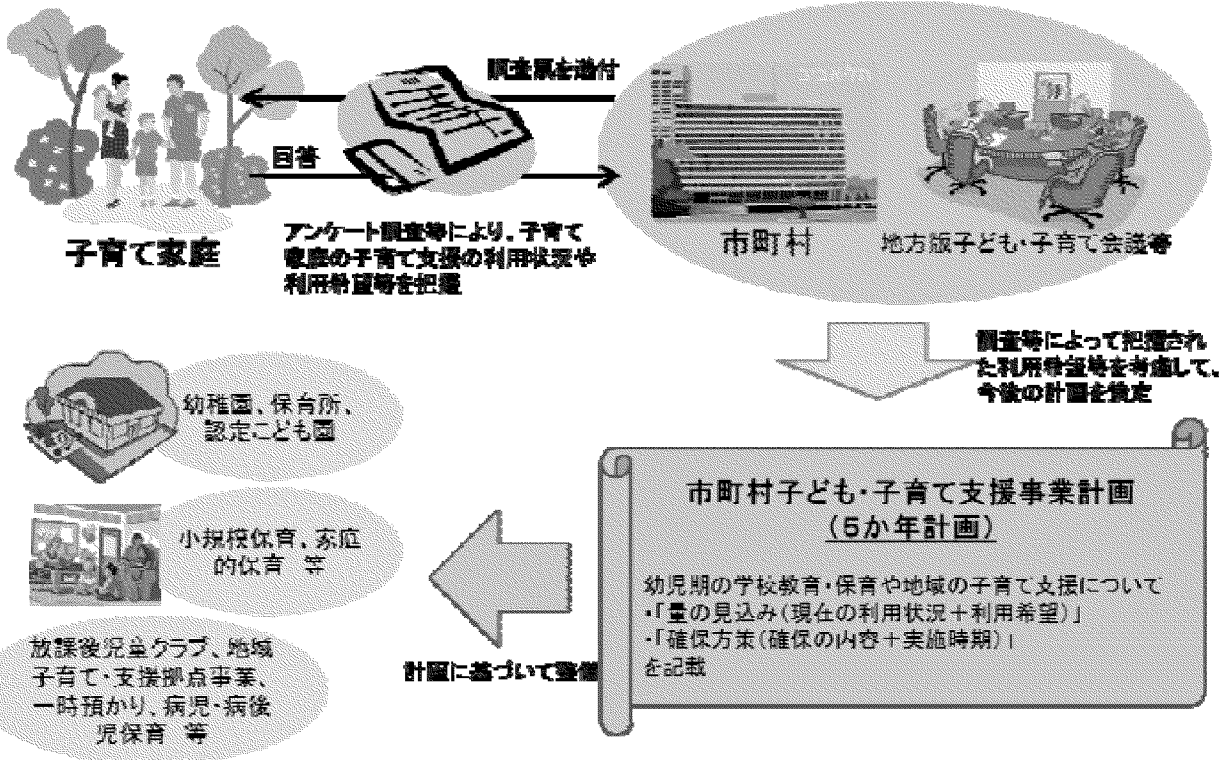 調査票を送付
回答
子育て家庭
アンケート調査等により、子育て
家庭の子育て支援の利用状況や
利用希望等を把握
市町村
地方版子ども・子育て会議等
調査等によって把握され
た利用希望等を考慮して、
今後の計画を策定
市町村子ども・子育て支援事業計画
(5か年計画)
幼児期の学校教育・保育や地域の子育て支援について
・「量の見込み(現在の利用状況+利用希望)」
・「確保方策(確保の内容+実施時期)」
を記載
計画に基づいて整備
幼稚園、保育所、
認定こども園
小規模保育、家庭
的保育 等
放課後児童クラブ、地域
子育て・支援拠点事業、
一時預かり、病児・病後
児保育 等